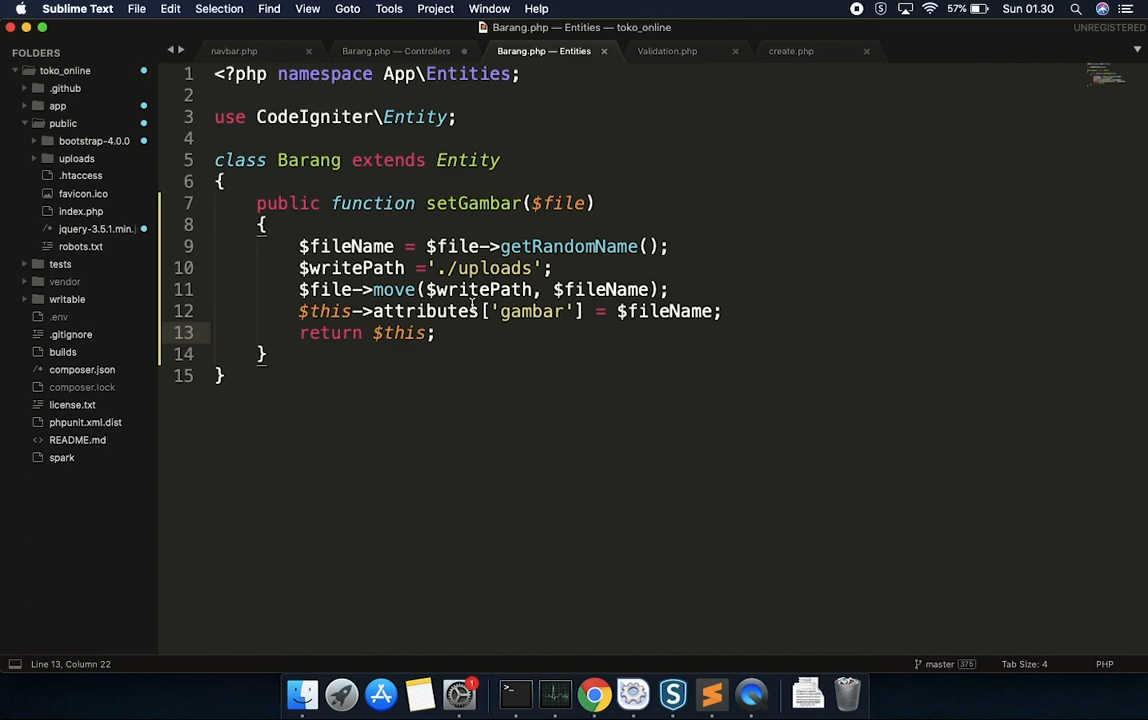 Sublime Text File Edit Selection Find View Goto Tools Project Window Help 57% Sun 01.30
Barang.php — Entities — toko_online
UNREGISTERED
FOLDERS
navbar.php
Barang.php — Controllers
Barang.php — Entities
Validation.php
create.php
toko_online
.github
app
public
bootstrap-4.0.0
uploads
.htaccess
favicon.ico
index.php
/* jquery-3.5.1.min.j
robots.txt
tests
vendor
writable
.env
.gitignore
builds
/* composer.json
composer.lock
license.txt
phpunit.xml.dist
<> README.md
spark
1 <?php namespace App\Entities;
2
3 use CodeIgniter\Entity;
4
5 class Barang extends Entity
6 {
7 public function setGambar($file)
8 {
9 $fileName = $file->getRandomName();
10 $writePath ='./uploads';
11 $file->move($writePath, $fileName);
12 $this->attributes['gambar'] = $fileName;
13 return $this;
14 }
15 }
Line 13, Column 22
master 375
Tab Size: 4
PHP
1